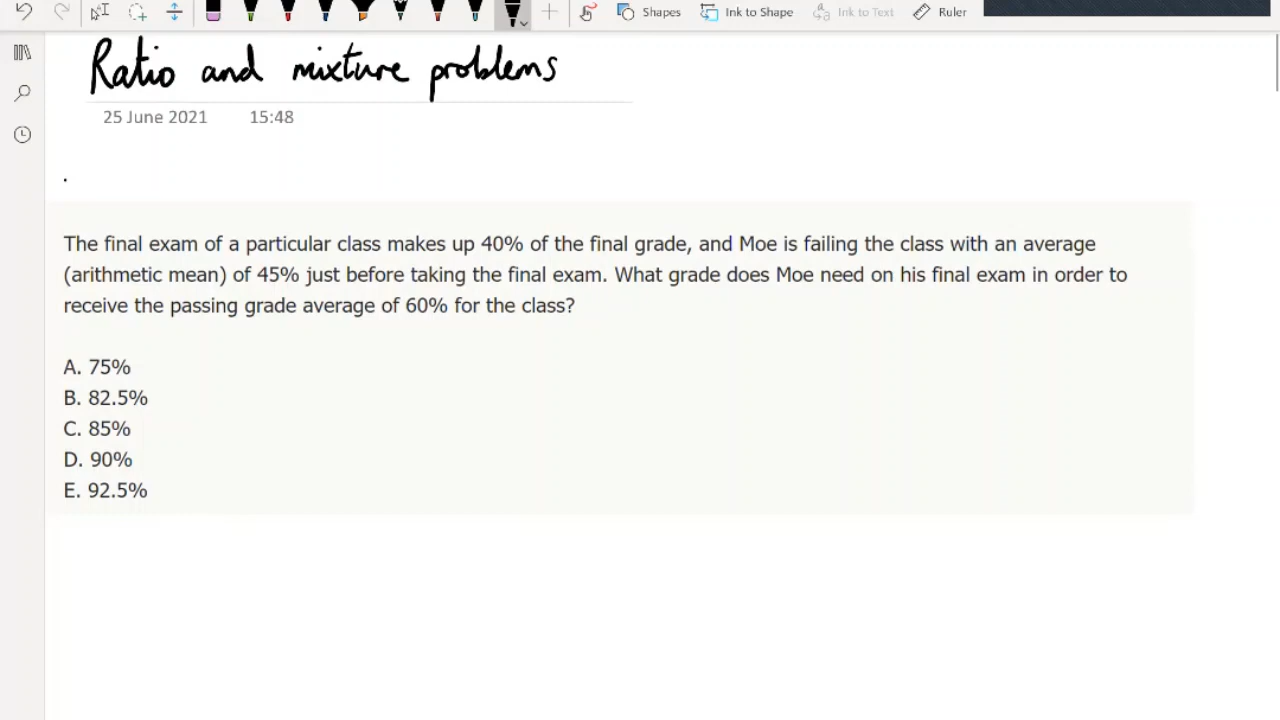 Shapes Ink to Shape Ink to Text Ruler
Ratio and mixture problems
25 June 2021 15:48
The final exam of a particular class makes up 40% of the final grade, and Moe is failing the class with an average
(arithmetic mean) of 45% just before taking the final exam. What grade does Moe need on his final exam in order to
receive the passing grade average of 60% for the class?
A. 75%
B. 82.5%
C. 85%
D. 90%
E. 92.5%